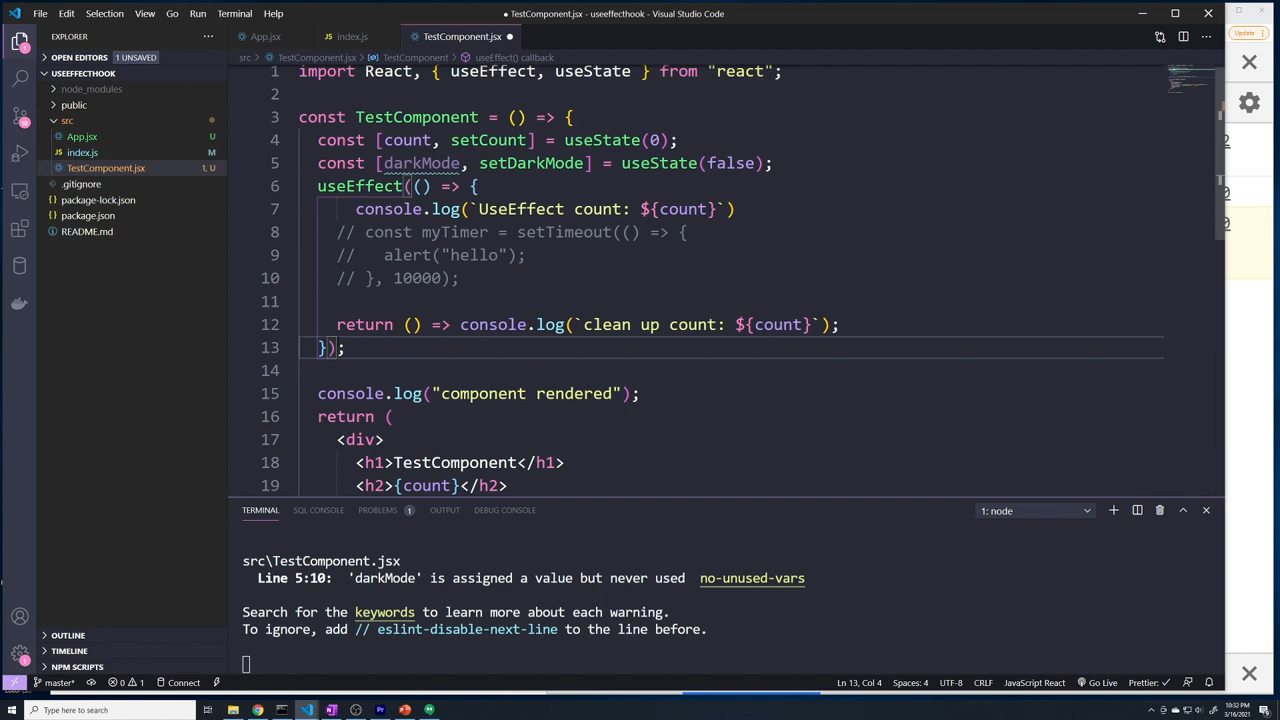 File Edit Selection View Go Run Terminal Help
● TestComponent.jsx - useeffecthook - Visual Studio Code
Update
EXPLORER
App.jsx
index.js
TestComponent.jsx
OPEN EDITORS 1 UNSAVED
src > TestComponent.jsx > TestComponent > useEffect() callback
USEEFFECTHOOK
node_modules
public
src
App.jsx U
index.js M
TestComponent.jsx 1, U
.gitignore
package-lock.json
package.json
README.md
1 import React, { useEffect, useState } from "react";
2
3 const TestComponent = () => {
4 const [count, setCount] = useState(0);
5 const [darkMode, setDarkMode] = useState(false);
6 useEffect(() => {
7 console.log(`UseEffect count: ${count}`)
8 // const myTimer = setTimeout(() => {
9 // alert("hello");
10 // }, 10000);
11
12 return () => console.log(`clean up count: ${count}`);
13 });
14
15 console.log("component rendered");
16 return (
17 <div>
18 <h1>TestComponent</h1>
19 <h2>{count}</h2>
TERMINAL SQL CONSOLE PROBLEMS 1 OUTPUT DEBUG CONSOLE
1: node
src\TestComponent.jsx
Line 5:10: 'darkMode' is assigned a value but never used no-unused-vars
Search for the keywords to learn more about each warning.
To ignore, add // eslint-disable-next-line to the line before.
OUTLINE
TIMELINE
NPM SCRIPTS
master* 0 1 Connect
Ln 13, Col 4 Spaces: 4 UTF-8 CRLF JavaScript React Go Live Prettier: ✓
Type here to search
10:32 PM
3/16/2021